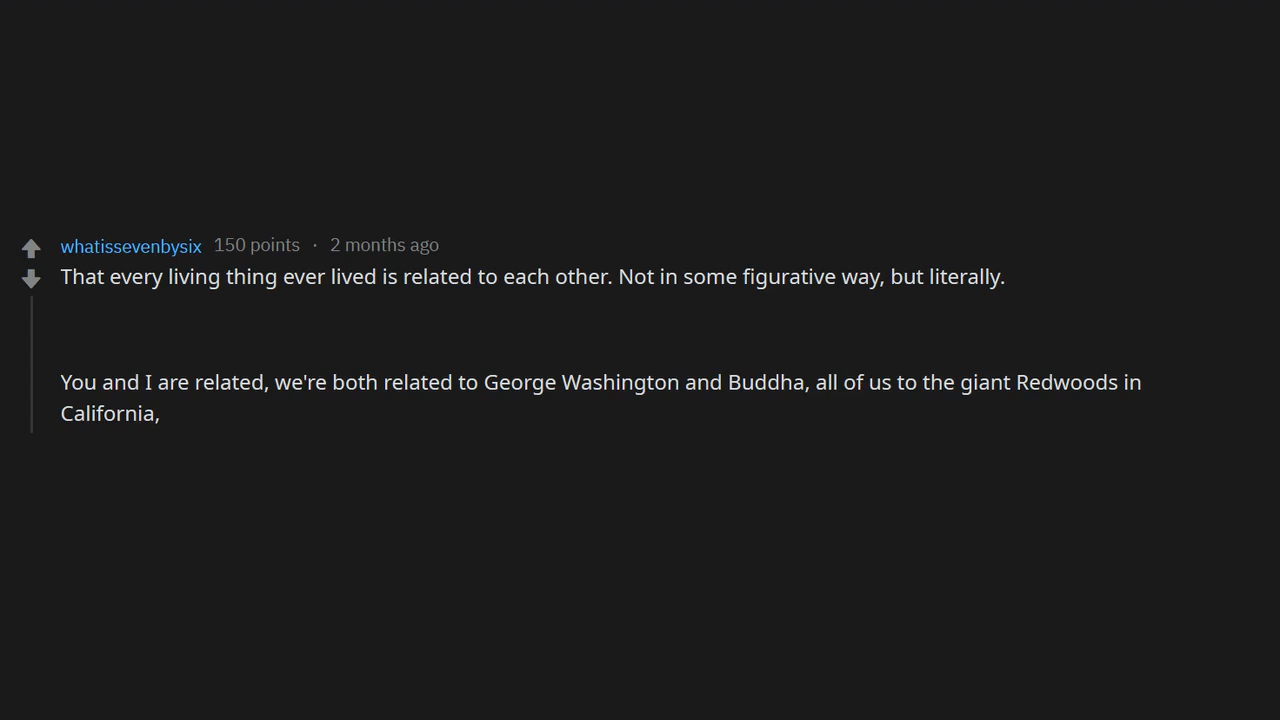 whatissevenbysix 150 points · 2 months ago
That every living thing ever lived is related to each other. Not in some figurative way, but literally.
You and I are related, we're both related to George Washington and Buddha, all of us to the giant Redwoods in
California,